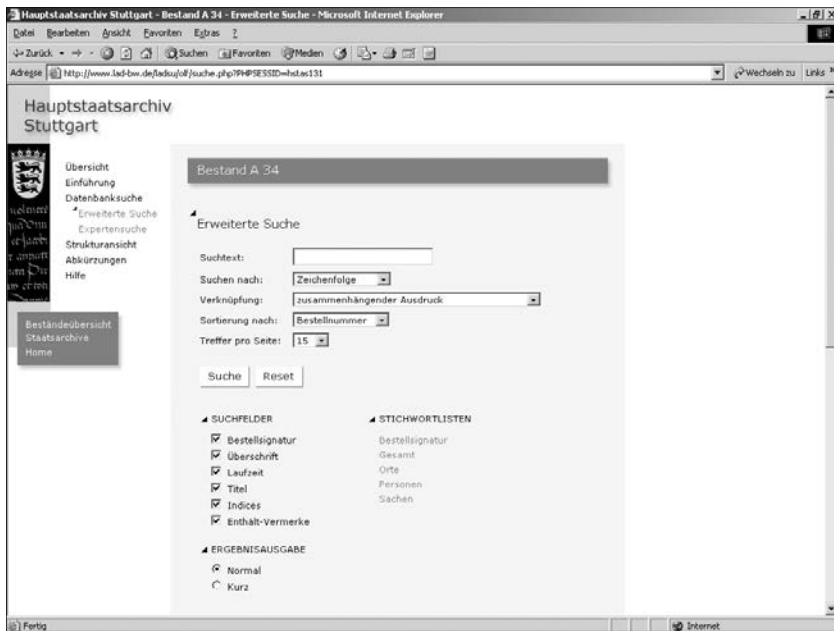 Hauptstaatsarchiv Stuttgart - Bestand A 34 - Erweiterte Suche - Microsoft Internet Explorer
Datei Bearbeiten Ansicht Favoriten Extras ?
Zurück Suchen Favoriten Medien
Adresse http://www.lad-bw.de/ladsu/olf/suche.php?PHPSESSID=hstas131 Wechseln zu Links »
Hauptstaatsarchiv
Stuttgart
Übersicht
Einführung
Datenbanksuche
Erweiterte Suche
Expertensuche
Strukturansicht
Abkürzungen
Hilfe
Beständeübersicht
Staatsarchive
Home
Bestand A 34
Erweiterte Suche
Suchtext:
Suchen nach: Zeichenfolge
Verknüpfung: zusammenhängender Ausdruck
Sortierung nach: Bestellnummer
Treffer pro Seite: 15
Suche Reset
SUCHFELDER
Bestellsignatur
Überschrift
Laufzeit
Titel
Indices
Enthält-Vermerke
STICHWORTLISTEN
Bestellsignatur
Gesamt
Orte
Personen
Sachen
ERGEBNISAUSGABE
Normal
Kurz
Fertig Internet